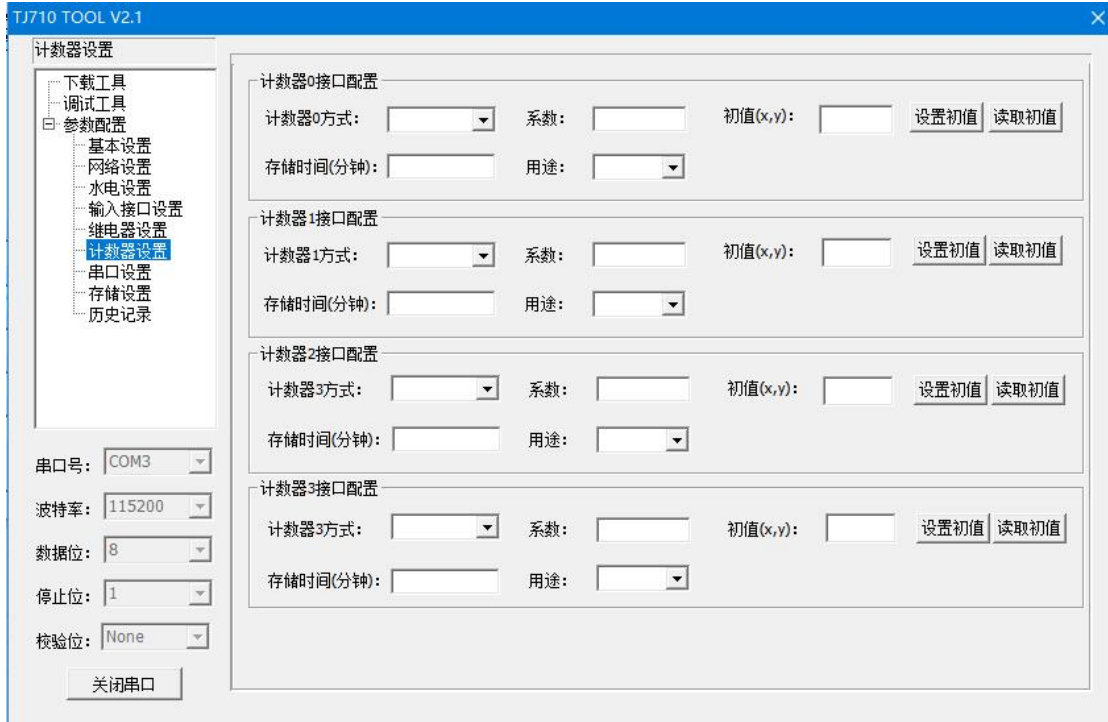 TJ710 TOOL V2.1
计数器设置
下载工具
调试工具
参数配置
基本设置
网络设置
水电设置
输入接口设置
继电器设置
计数器设置
串口设置
存储设置
历史记录
串口号： COM3
波特率： 115200
数据位： 8
停止位： 1
校验位： None
关闭串口
计数器0接口配置
计数器0方式： 系数： 初值(x,y)： 设置初值 读取初值
存储时间(分钟)： 用途：
计数器1接口配置
计数器1方式： 系数： 初值(x,y)： 设置初值 读取初值
存储时间(分钟)： 用途：
计数器2接口配置
计数器3方式： 系数： 初值(x,y)： 设置初值 读取初值
存储时间(分钟)： 用途：
计数器3接口配置
计数器3方式： 系数： 初值(x,y)： 设置初值 读取初值
存储时间(分钟)： 用途：